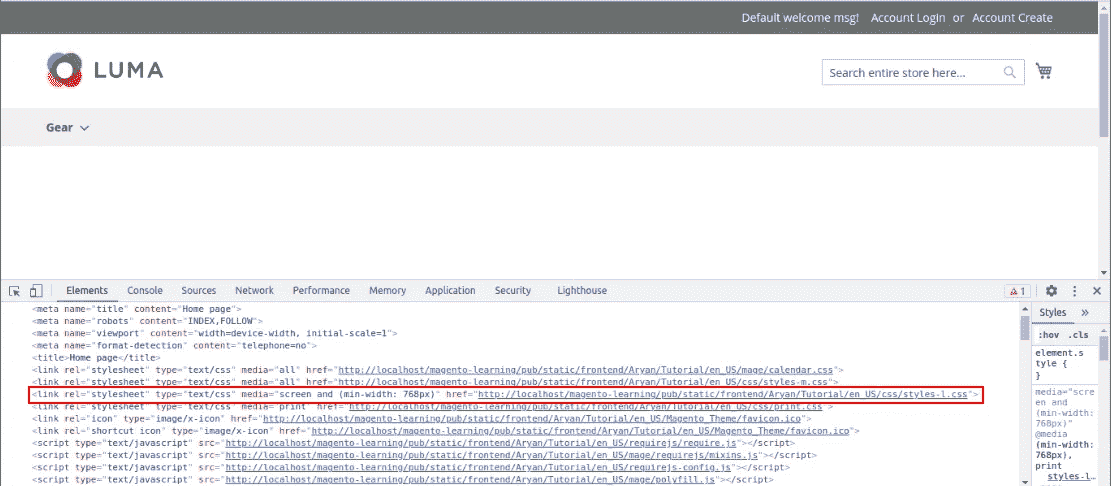 Default welcome msg! Account Login or Account Create
LUMA
Search entire store here...
Gear
Elements Console Sources Network Performance Memory Application Security Lighthouse 1
<meta name="title" content="Home page">
<meta name="robots" content="INDEX,FOLLOW">
<meta name="viewport" content="width=device-width, initial-scale=1">
<meta name="format-detection" content="telephone=no">
<title>Home page</title>
<link rel="stylesheet" type="text/css" media="all" href="http://localhost/magento-learning/pub/static/frontend/Aryan/Tutorial/en_US/mage/calendar.css">
<link rel="stylesheet" type="text/css" media="all" href="http://localhost/magento-learning/pub/static/frontend/Aryan/Tutorial/en_US/css/styles-m.css">
<link rel="stylesheet" type="text/css" media="screen and (min-width: 768px)" href="http://localhost/magento-learning/pub/static/frontend/Aryan/Tutorial/en_US/css/styles-l.css">
<link rel="stylesheet" type="text/css" media="print" href="http://localhost/magento-learning/pub/static/frontend/Aryan/Tutorial/en_US/css/print.css">
<link rel="icon" type="image/x-icon" href="http://localhost/magento-learning/pub/static/frontend/Aryan/Tutorial/en_US/Magento_Theme/favicon.ico">
<link rel="shortcut icon" type="image/x-icon" href="http://localhost/magento-learning/pub/static/frontend/Aryan/Tutorial/en_US/Magento_Theme/favicon.ico">
<script type="text/javascript" src="http://localhost/magento-learning/pub/static/frontend/Aryan/Tutorial/en_US/requirejs/require.js"></script>
<script type="text/javascript" src="http://localhost/magento-learning/pub/static/frontend/Aryan/Tutorial/en_US/mage/requirejs/mixins.js"></script>
<script type="text/javascript" src="http://localhost/magento-learning/pub/static/frontend/Aryan/Tutorial/en_US/requirejs-config.js"></script>
<script type="text/javascript" src="http://localhost/magento-learning/pub/static/frontend/Aryan/Tutorial/en_US/mage/polyfill.js"></script>
Styles »
:hov .cls
element.s
tyle {
}
media="screen
and
(min-width:
768px)"
@media
(min-width:
768px),
print
styles-l…